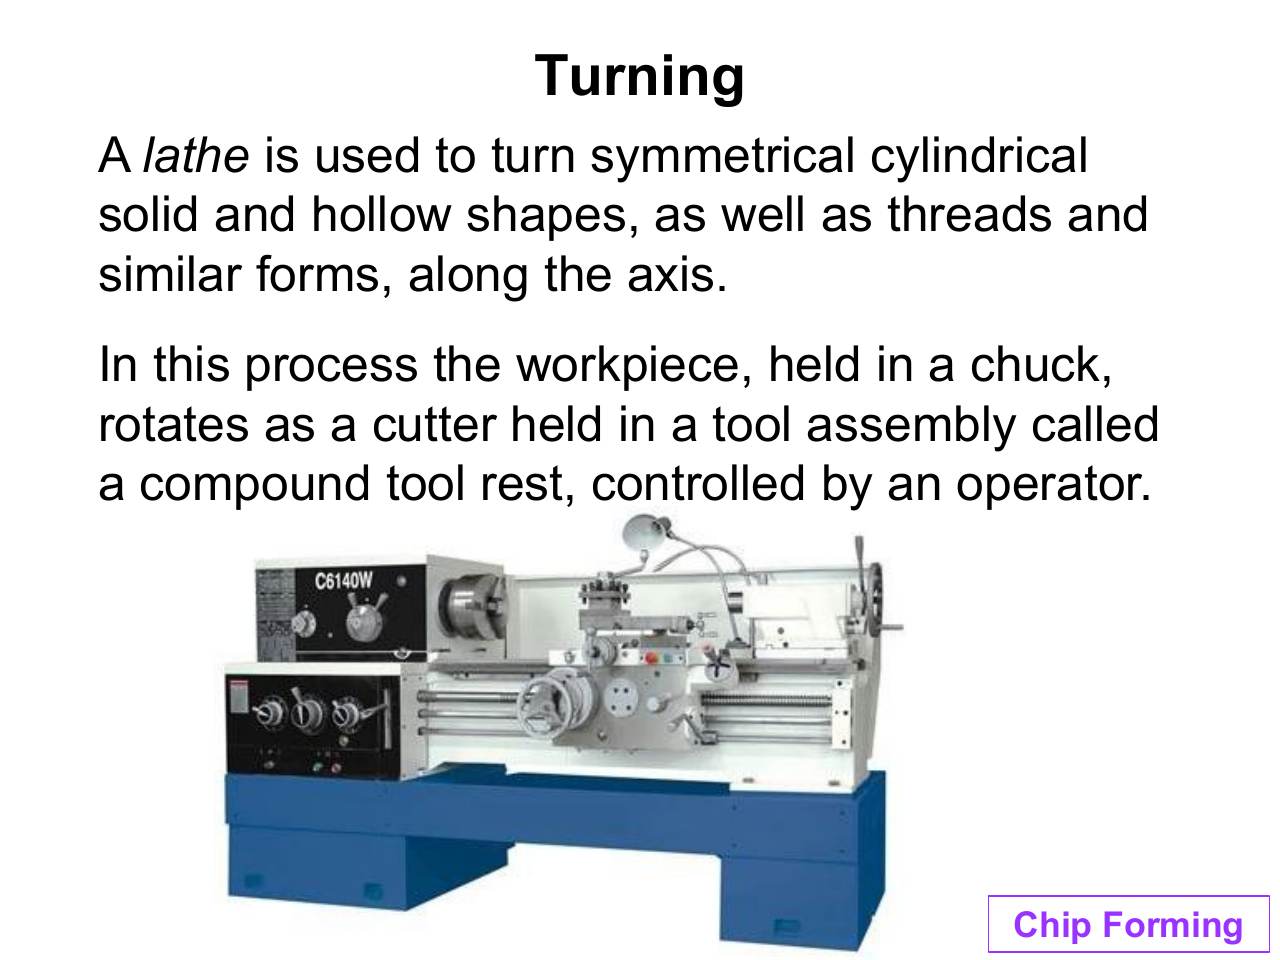 Turning
A lathe is used to turn symmetrical cylindrical
solid and hollow shapes, as well as threads and
similar forms, along the axis.
In this process the workpiece, held in a chuck,
rotates as a cutter held in a tool assembly called
a compound tool rest, controlled by an operator.
C6140W
Chip Forming